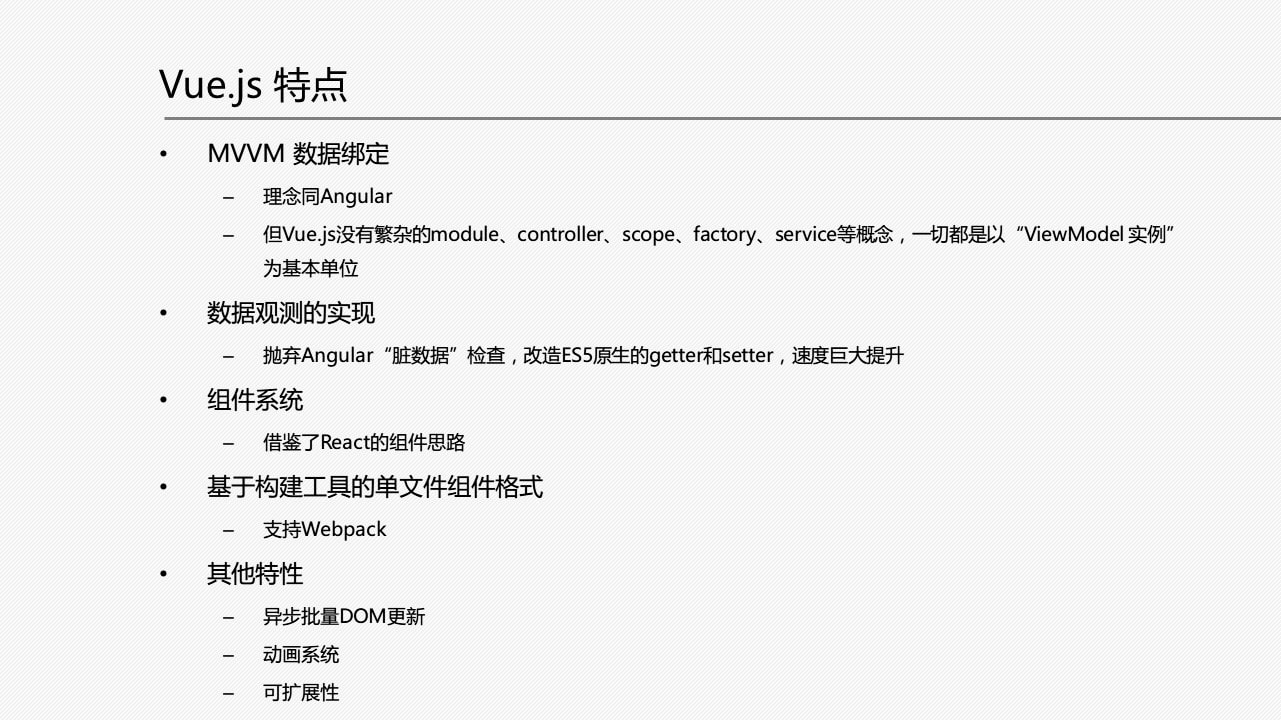 Vue.js 特点
• MVVM 数据绑定
– 理念同Angular
– 但Vue.js没有繁杂的module、controller、scope、factory、service等概念，一切都是以“ViewModel 实例”
为基本单位
• 数据观测的实现
– 抛弃Angular“脏数据”检查，改造ES5原生的getter和setter，速度巨大提升
• 组件系统
– 借鉴了React的组件思路
• 基于构建工具的单文件组件格式
– 支持Webpack
• 其他特性
– 异步批量DOM更新
– 动画系统
– 可扩展性